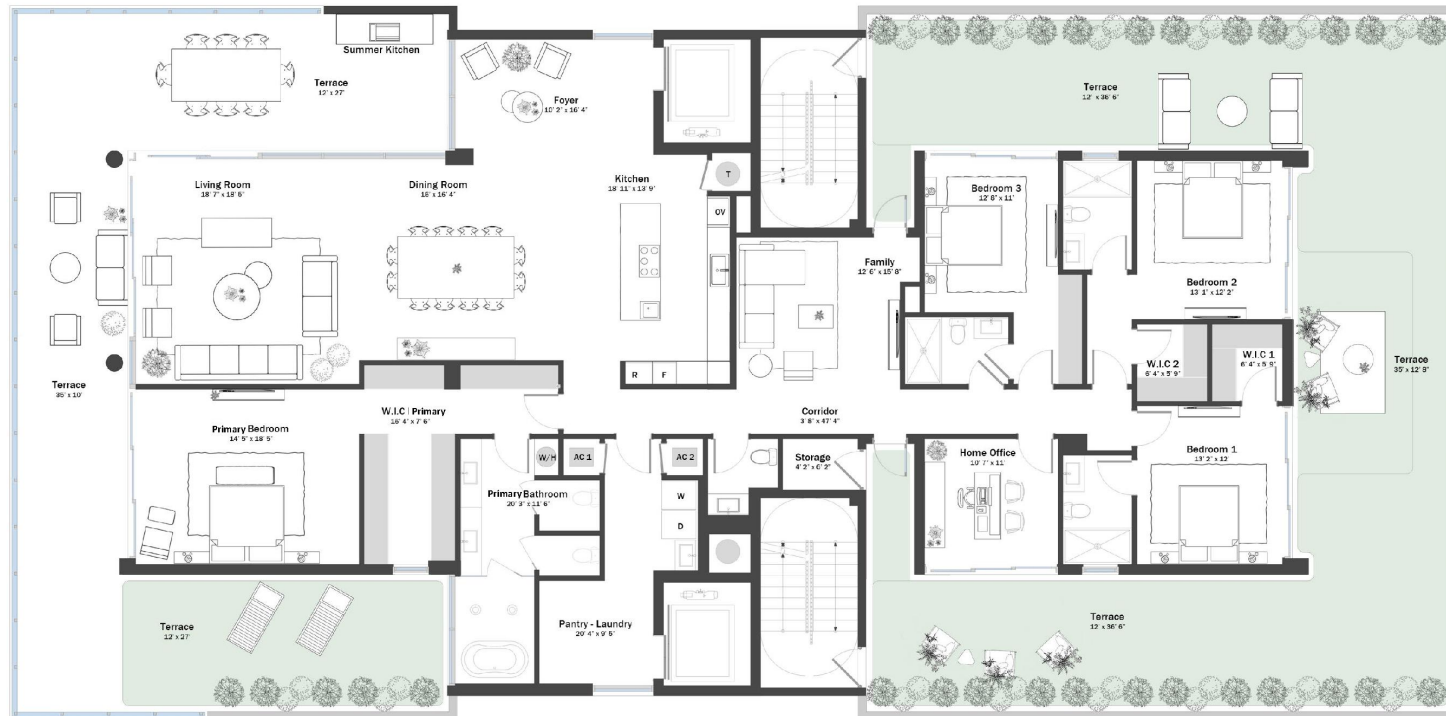 Summer Kitchen
Terrace
12' x 27'
Foyer
10' 2" x 16' 4"
Terrace
12' x 36' 6"
Living Room
18' 7" x 18' 5"
Dining Room
18' x 16' 4"
Kitchen
18' 11" x 13' 9"
T
OV
Bedroom 3
12' 8" x 11'
Family
12' 6" x 15' 8"
Bedroom 2
13' 1" x 12' 2"
R
F
W.I.C 2
6' 4" x 5' 9"
W.I.C 1
6' 4" x 5' 9"
Terrace
35' x 12' 8"
Terrace
35' x 10'
W.I.C | Primary
16' 4" x 7' 6"
Corridor
3' 8" x 47' 4"
Primary Bedroom
14' 5" x 18' 5"
W/H
AC 1
AC 2
Storage
4' 2" x 6' 2"
Home Office
10' 7" x 11'
Bedroom 1
13' 2" x 12'
Primary Bathroom
20' 3" x 11' 6"
W
D
Terrace
12' x 27'
Pantry - Laundry
20' 4" x 9' 5"
Terrace
12' x 36' 6"